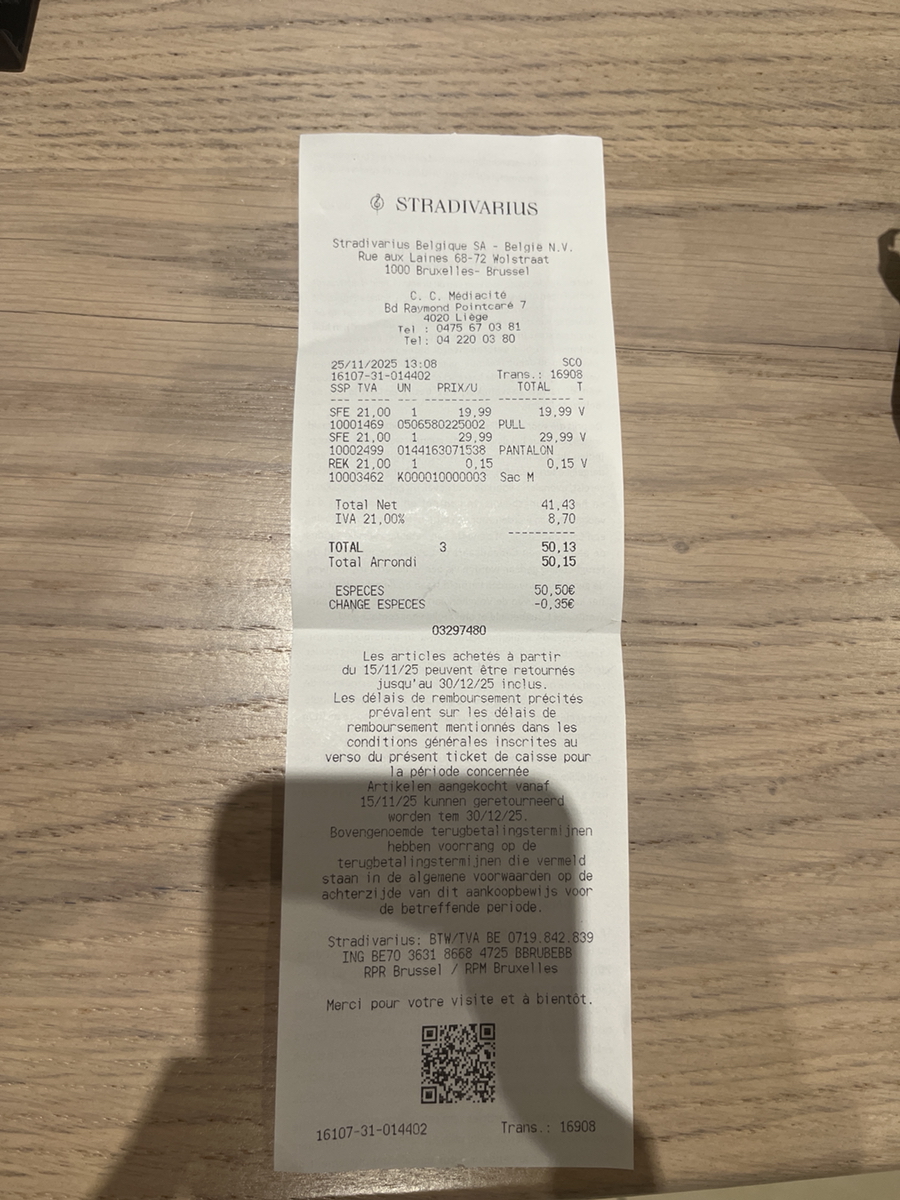 STRADIVARIUS
Stradivarius Belgique SA - België N.V.
Rue aux Laines 68-72 Wolstraat
1000 Bruxelles- Brussel
C. C. Médiacité
Bd Raymond Pointcaré 7
4020 Liège
Tel : 0475 67 03 81
Tel: 04 220 03 80
25/11/2025 13:08 SCO
16107-31-014402 Trans.: 16908
SSP TVA UN PRIX/U TOTAL T
--- ----- --- ---------- ---------- -
SFE 21,00 1 19,99 19,99 V
10001469 0506580225002 PULL
SFE 21,00 1 29,99 29,99 V
10002499 0144163071538 PANTALON
REK 21,00 1 0,15 0,15 V
10003462 K000010000003 Sac M
Total Net 41,43
IVA 21,00% 8,70
----------
TOTAL 3 50,13
Total Arrondi 50,15
ESPECES 50,50€
CHANGE ESPECES -0,35€
03297480
Les articles achetés à partir
du 15/11/25 peuvent être retournés
jusqu'au 30/12/25 inclus.
Les délais de remboursement précités
prévalent sur les délais de
remboursement mentionnés dans les
conditions générales inscrites au
verso du présent ticket de caisse pour
la période concernée
Artikelen aangekocht vanaf
15/11/25 kunnen geretourneerd
worden tem 30/12/25.
Bovengenoemde terugbetalingstermijnen
hebben voorrang op de
terugbetalingstermijnen die vermeld
staan in de algemene voorwaarden op de
achterzijde van dit aankoopbewijs voor
de betreffende periode.
Stradivarius: BTW/TVA BE 0719.842.839
ING BE70 3631 8668 4725 BBRUBEBB
RPR Brussel / RPM Bruxelles
Merci pour votre visite et à bientôt.
16107-31-014402 Trans.: 16908